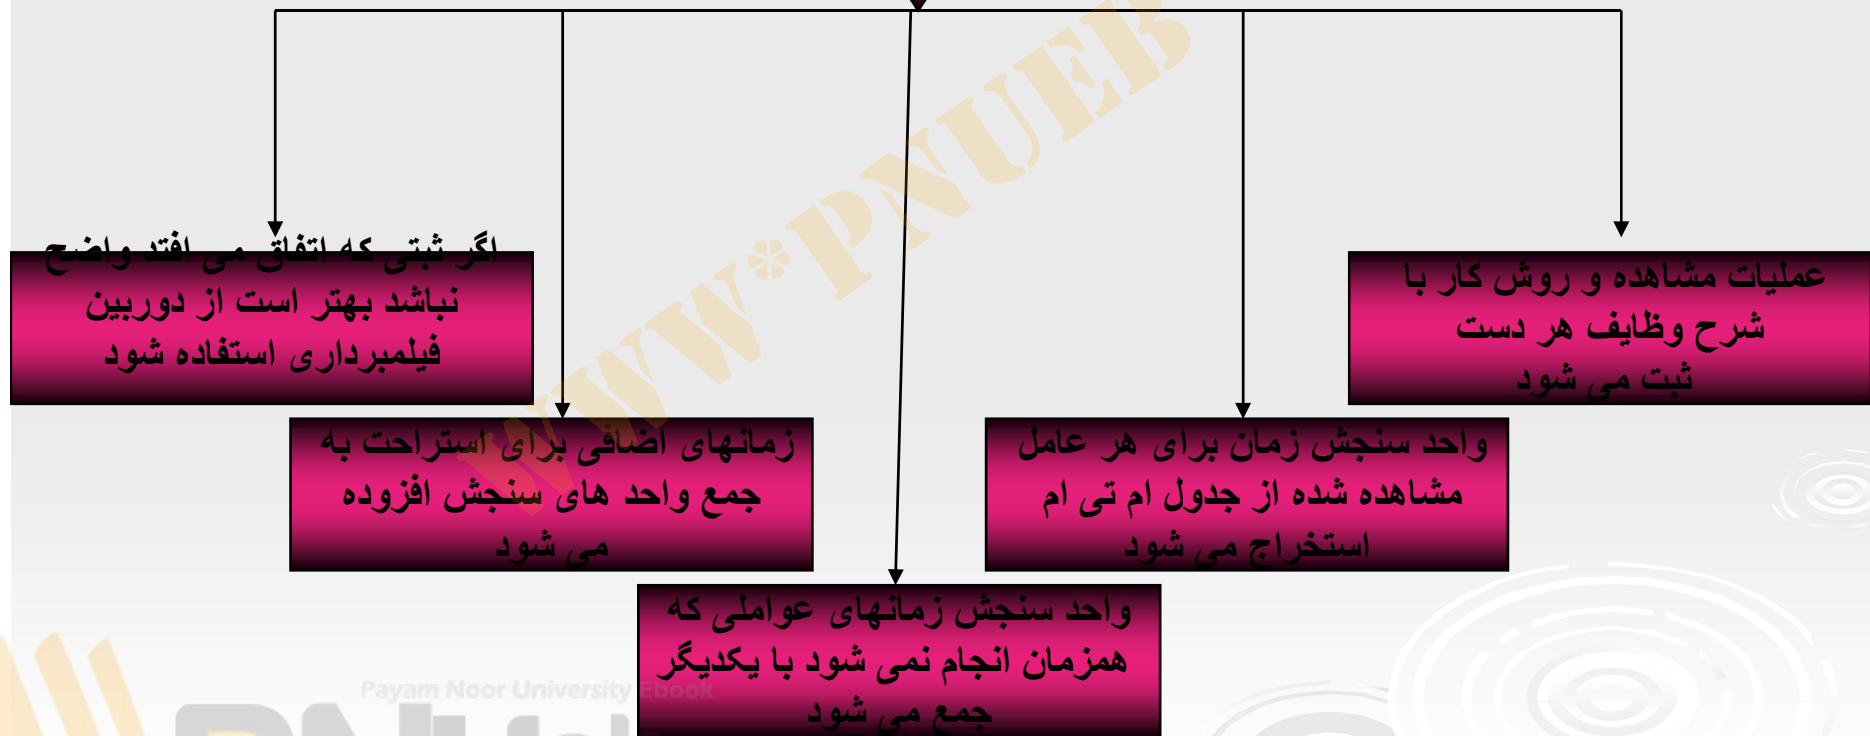 عملیات مشاهده و روش کار با
شرح وظایف هر دست
ثبت می شود
واحد سنجش زمان برای هر عامل
مشاهده شده از جدول ام تی ام
استخراج می شود
واحد سنجش زمانهای عواملی که
همزمان انجام نمی شود با یکدیگر
جمع می شود
زمانهای اضافی برای استراحت به
جمع واحد های سنجش افزوده
می شود
اگر ثبتی که اتفاق می افتد واضح
نباشد بهتر است از دوربین
فیلمبرداری استفاده شود
WWW*PNUEB
Payam Noor University Ebook